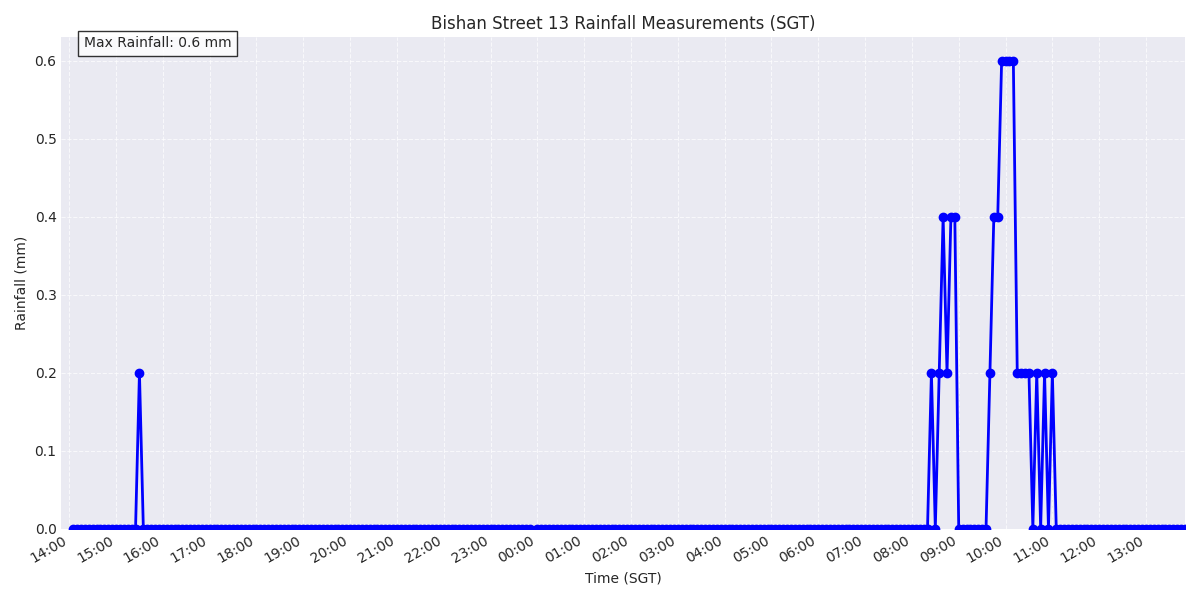 Bishan Street 13 Rainfall Measurements (SGT)
Max Rainfall: 0.6 mm
0.6
0.5
0.4
0.3
0.2
0.1
0.0
Rainfall (mm)
14:00 15:00 16:00 17:00 18:00 19:00 20:00 21:00 22:00 23:00 00:00 01:00 02:00 03:00 04:00 05:00 06:00 07:00 08:00 09:00 10:00 11:00 12:00 13:00
Time (SGT)